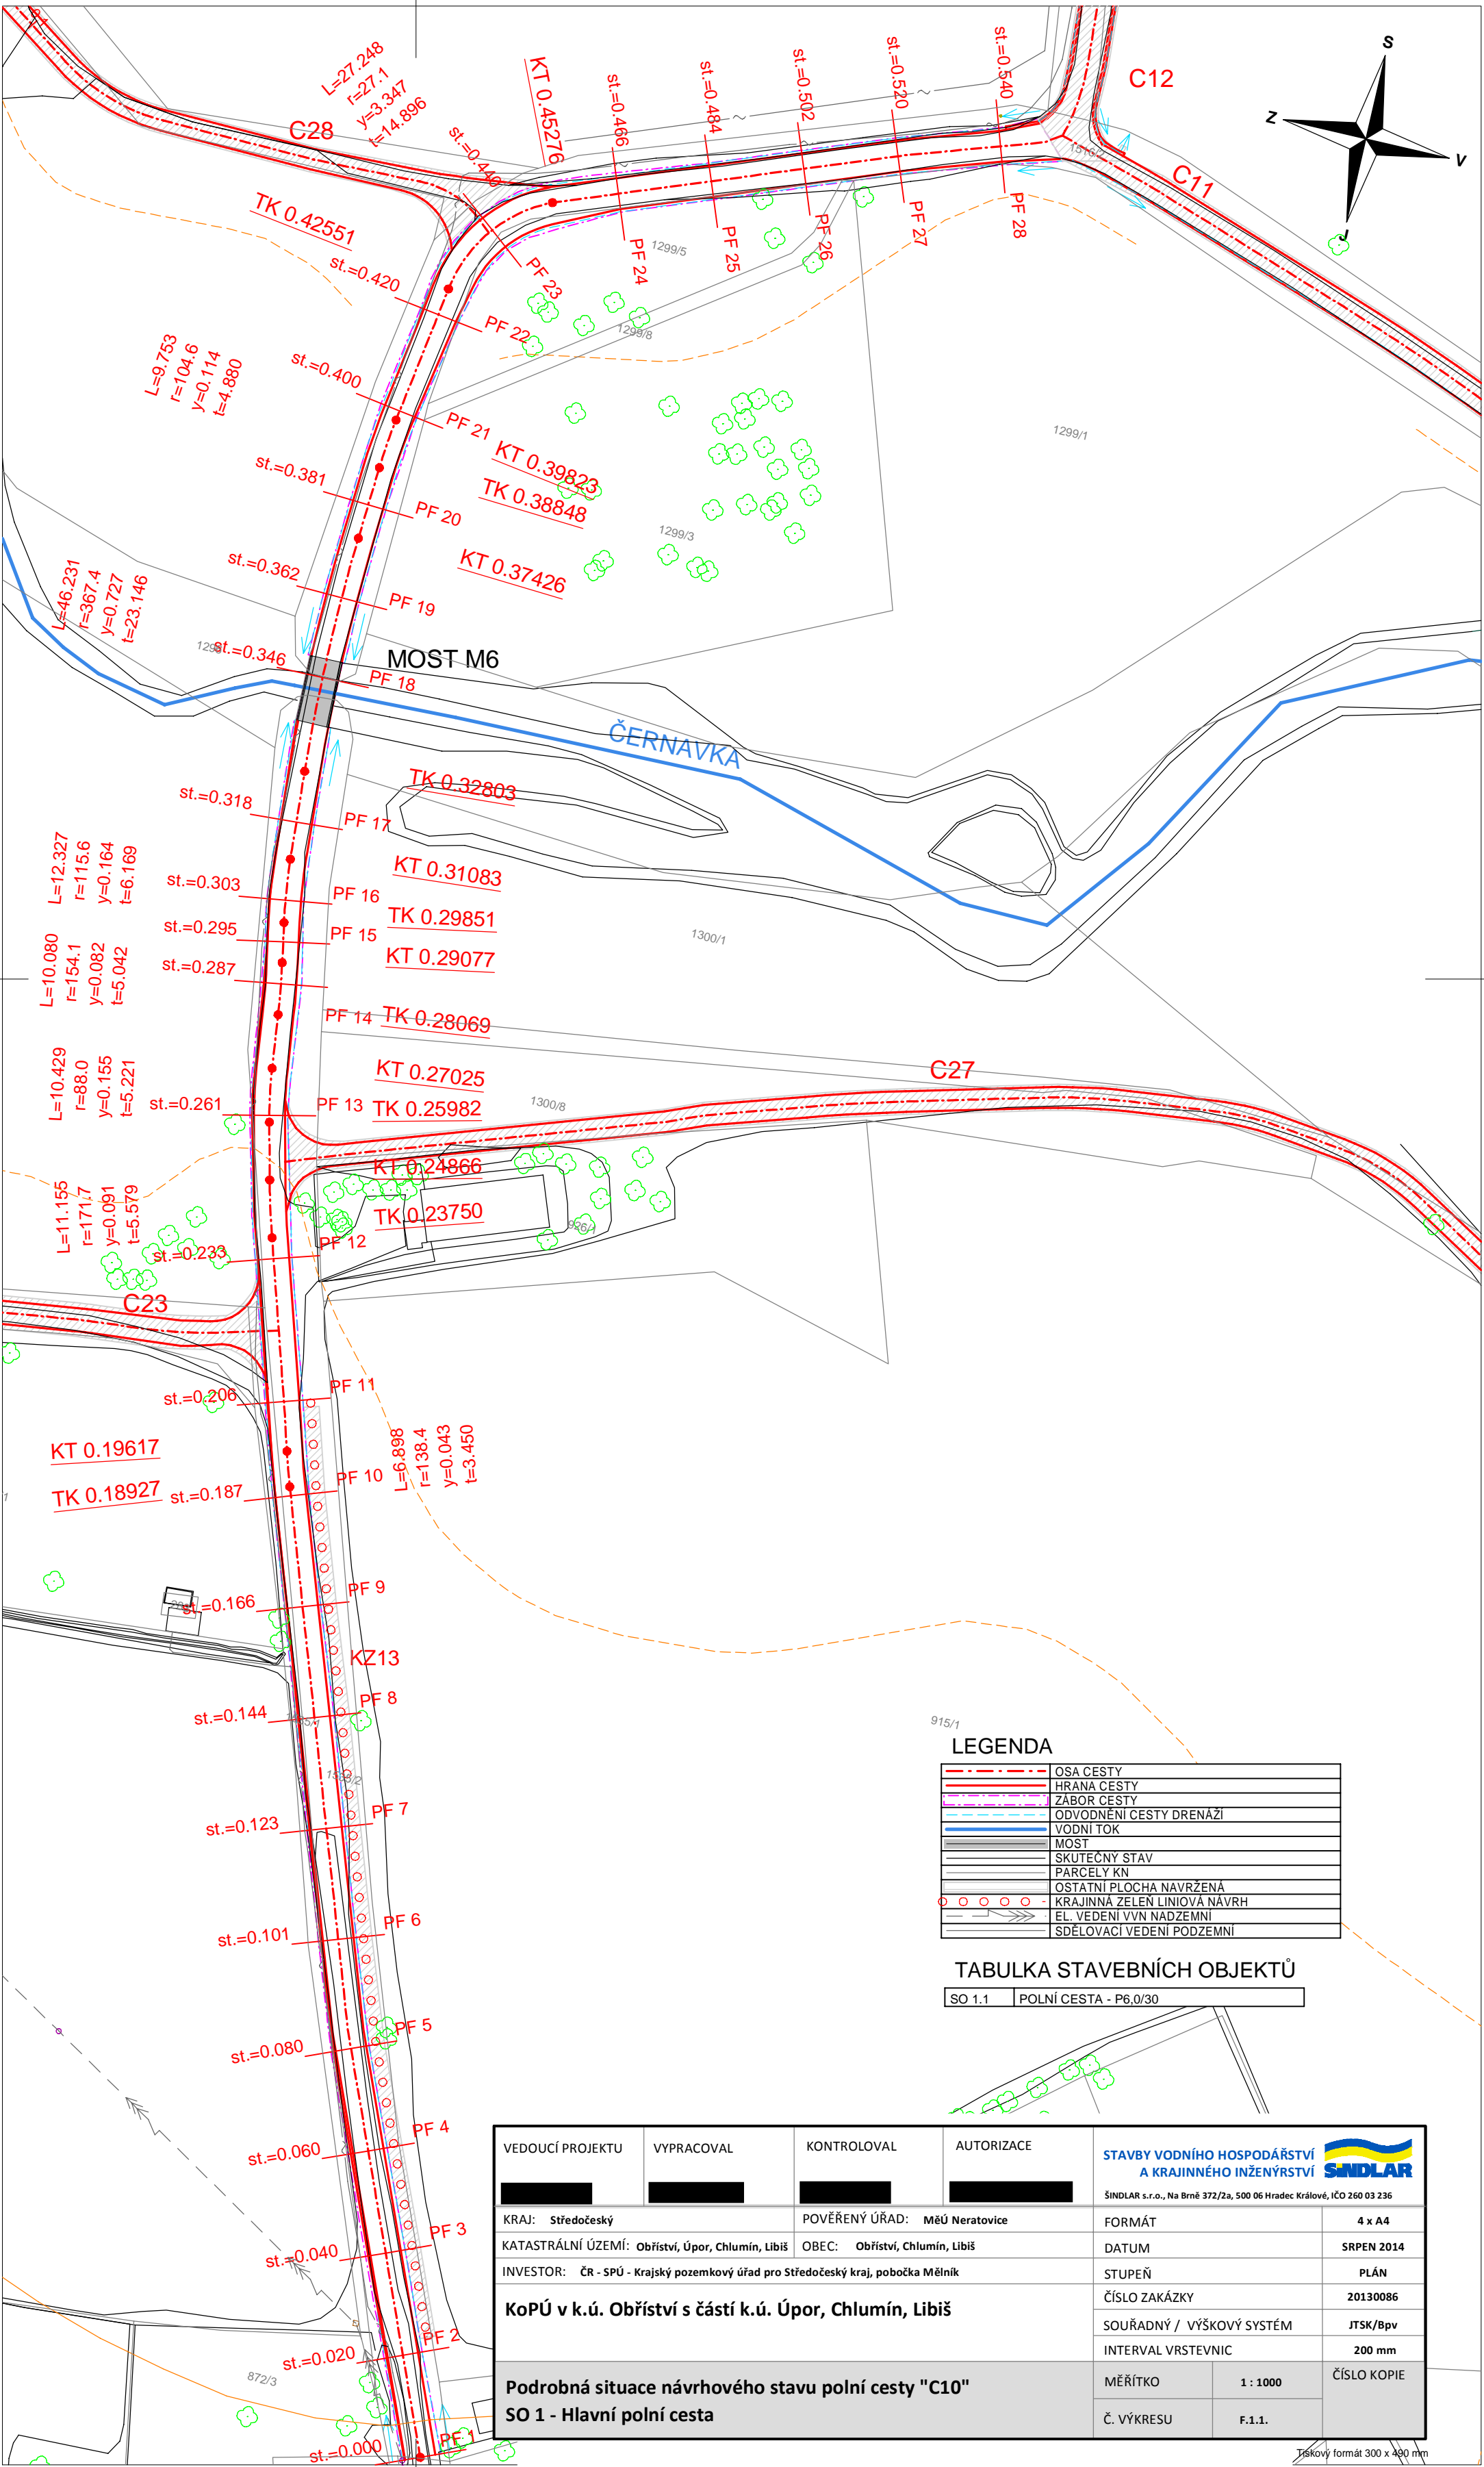 L=27.248
r=27.1
y=3.347
t=14.896
C28
st.=0.440
KT 0.45276
st.=0.466
st.=0.484
st.=0.502
st.=0.520
st.=0.540
C12
C11
1516/2
S
Z
V
J
TK 0.42551
st.=0.420
PF 23
PF 24
PF 25
PF 26
PF 27
PF 28
1299/5
PF 22
1299/8
L=9.753
r=104.6
y=0.114
t=4.880
st.=0.400
PF 21
KT 0.39823
1299/1
st.=0.381
PF 20
TK 0.38848
1299/3
L=46.231
r=367.4
y=0.727
t=23.146
st.=0.362
PF 19
KT 0.37426
st.=0.346
MOST M6
PF 18
ČERNAVKA
st.=0.318
TK 0.32803
PF 17
L=12.327
r=115.6
y=0.164
t=6.169
st.=0.303
KT 0.31083
PF 16
TK 0.29851
st.=0.295
PF 15
KT 0.29077
1300/1
L=10.080
r=154.1
y=0.082
t=5.042
st.=0.287
PF 14
TK 0.28069
L=10.429
r=88.0
y=0.155
t=5.221
KT 0.27025
C27
st.=0.261
PF 13
TK 0.25982
1300/8
KT 0.24866
L=11.155
r=171.7
y=0.091
t=5.579
TK 0.23750
926/1
st.=0.233
PF 12
C23
st.=0.206
PF 11
KT 0.19617
L=6.898
r=138.4
y=0.043
t=3.450
TK 0.18927
st.=0.187
PF 10
st.=0.166
PF 9
KZ13
st.=0.144
PF 8
915/1
st.=0.123
PF 7
st.=0.101
PF 6
st.=0.080
PF 5
st.=0.060
PF 4
st.=0.040
PF 3
st.=0.020
PF 2
872/3
st.=0.000
PF 1
LEGENDA
OSA CESTY
HRANA CESTY
ZÁBOR CESTY
ODVODNĚNÍ CESTY DRENÁŽÍ
VODNÍ TOK
MOST
SKUTEČNÝ STAV
PARCELY KN
OSTATNÍ PLOCHA NAVRŽENÁ
KRAJINNÁ ZELEŇ LINIOVÁ NÁVRH
EL. VEDENÍ VVN NADZEMNÍ
SDĚLOVACÍ VEDENÍ PODZEMNÍ
TABULKA STAVEBNÍCH OBJEKTŮ
SO 1.1 POLNÍ CESTA - P6,0/30
VEDOUCÍ PROJEKTU VYPRACOVAL KONTROLOVAL AUTORIZACE
STAVBY VODNÍHO HOSPODÁŘSTVÍ
A KRAJINNÉHO INŽENÝRSTVÍ
SINDLAR
ŠINDLAR s.r.o., Na Brně 372/2a, 500 06 Hradec Králové, IČO 260 03 236
KRAJ: Středočeský POVĚŘENÝ ÚŘAD: MěÚ Neratovice
KATASTRÁLNÍ ÚZEMÍ: Obříství, Úpor, Chlumín, Libiš OBEC: Obříství, Chlumín, Libiš
INVESTOR: ČR - SPÚ - Krajský pozemkový úřad pro Středočeský kraj, pobočka Mělník
KoPÚ v k.ú. Obříství s částí k.ú. Úpor, Chlumín, Libiš
Podrobná situace návrhového stavu polní cesty "C10"
SO 1 - Hlavní polní cesta
FORMÁT 4 x A4
DATUM SRPEN 2014
STUPEŇ PLÁN
ČÍSLO ZAKÁZKY 20130086
SOUŘADNÝ / VÝŠKOVÝ SYSTÉM JTSK/Bpv
INTERVAL VRSTEVNIC 200 mm
MĚŘÍTKO 1 : 1000 ČÍSLO KOPIE
Č. VÝKRESU F.1.1.
Tiskový formát 300 x 490 mm